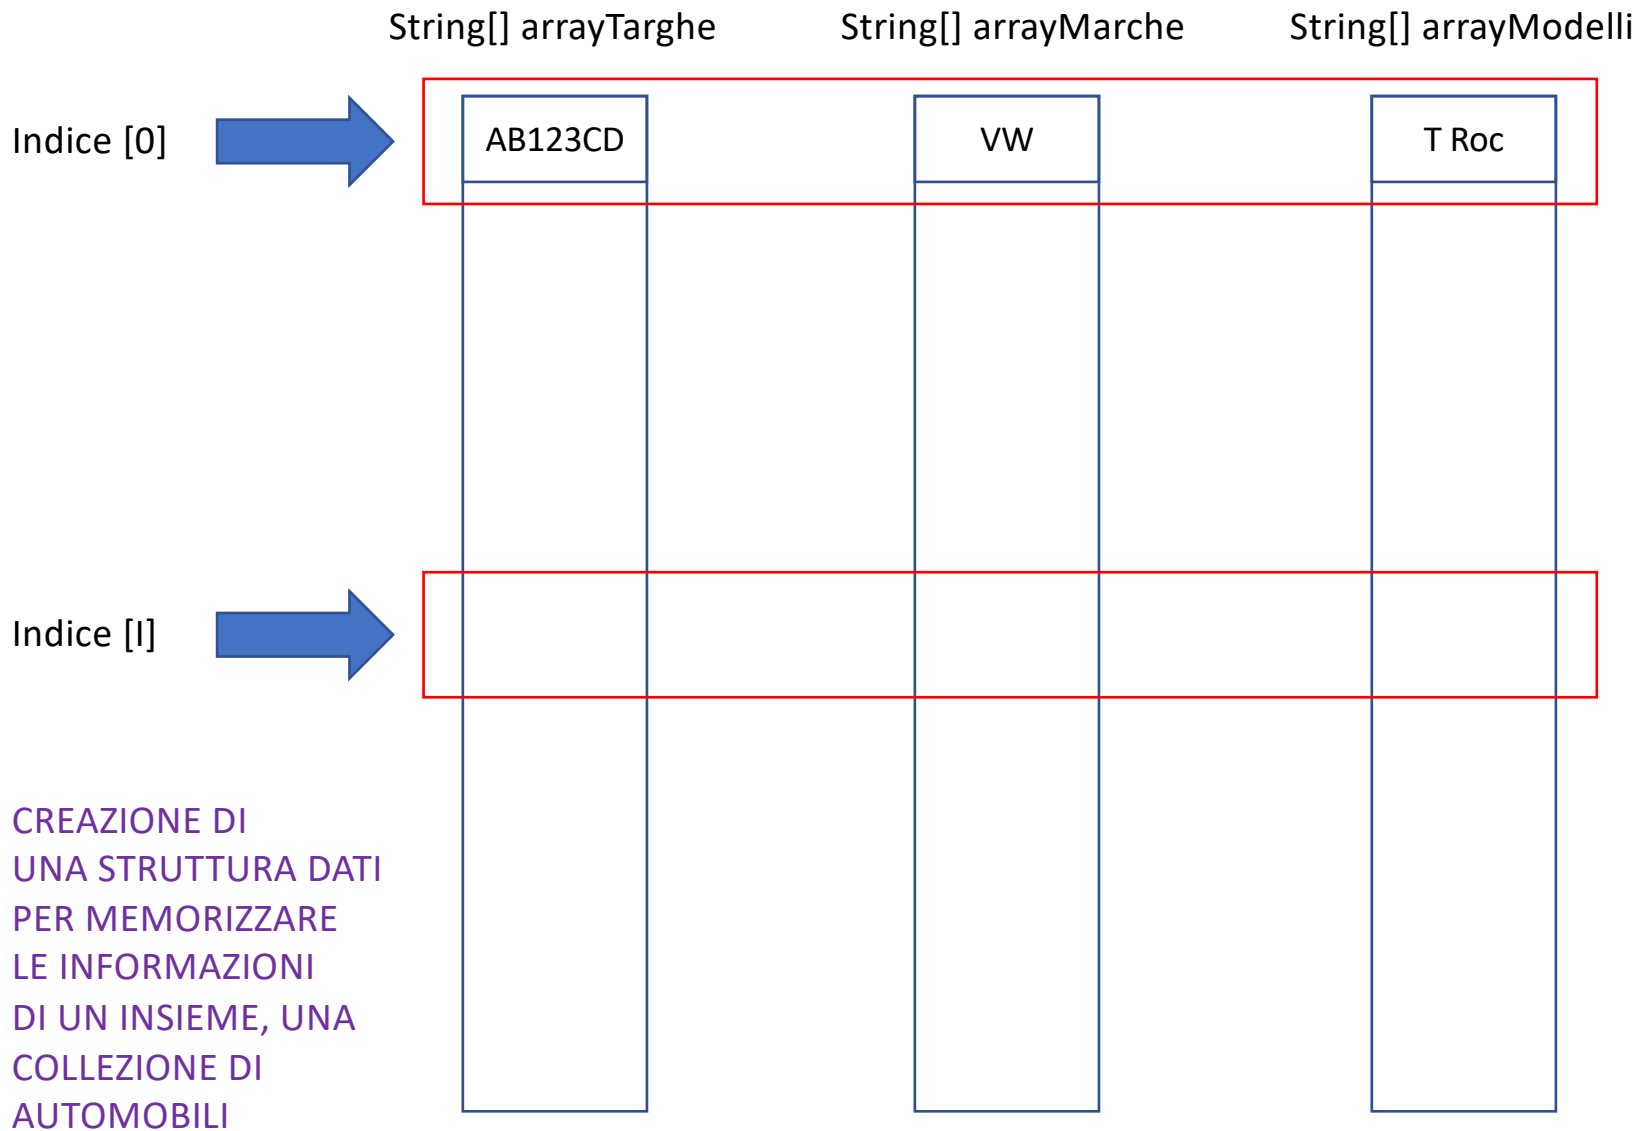 String[] arrayTarghe String[] arrayMarche String[] arrayModelli
Indice [0] AB123CD VW T Roc
Indice [I]
CREAZIONE DI
UNA STRUTTURA DATI
PER MEMORIZZARE
LE INFORMAZIONI
DI UN INSIEME, UNA
COLLEZIONE DI
AUTOMOBILI